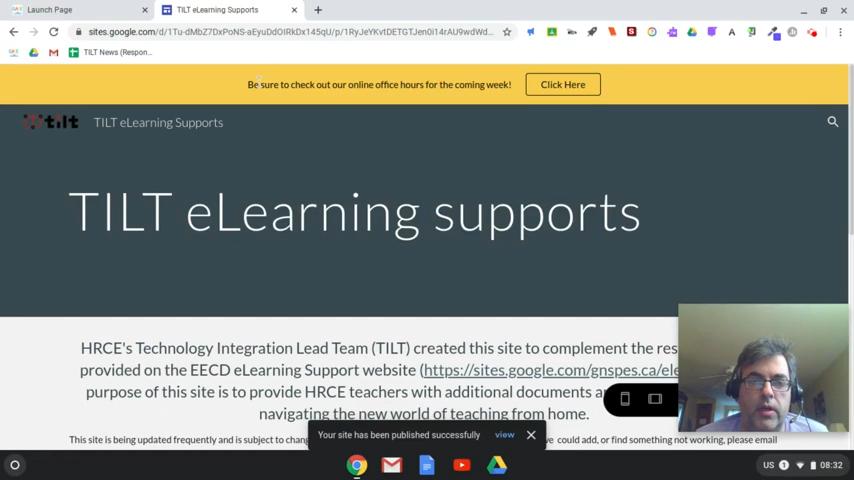 Launch Page
TILT eLearning Supports
sites.google.com/d/1Tu-dMbZ7DxPoNS-aEyuDdOIRkDx145qU/p/1RyJeYKvtDETGTJen0i14rAU9wdWd...
TILT News (Respon...
Be sure to check out our online office hours for the coming week!
Click Here
tilt TILT eLearning Supports
TILT eLearning supports
HRCE's Technology Integration Lead Team (TILT) created this site to complement the res
provided on the EECD eLearning Support website (https://sites.google.com/gnspes.ca/ele
purpose of this site is to provide HRCE teachers with additional documents a
navigating the new world of teaching from home.
This site is being updated frequently and is subject to chang
we could add, or find something not working, please email
Your site has been published successfully view
US 1 08:32